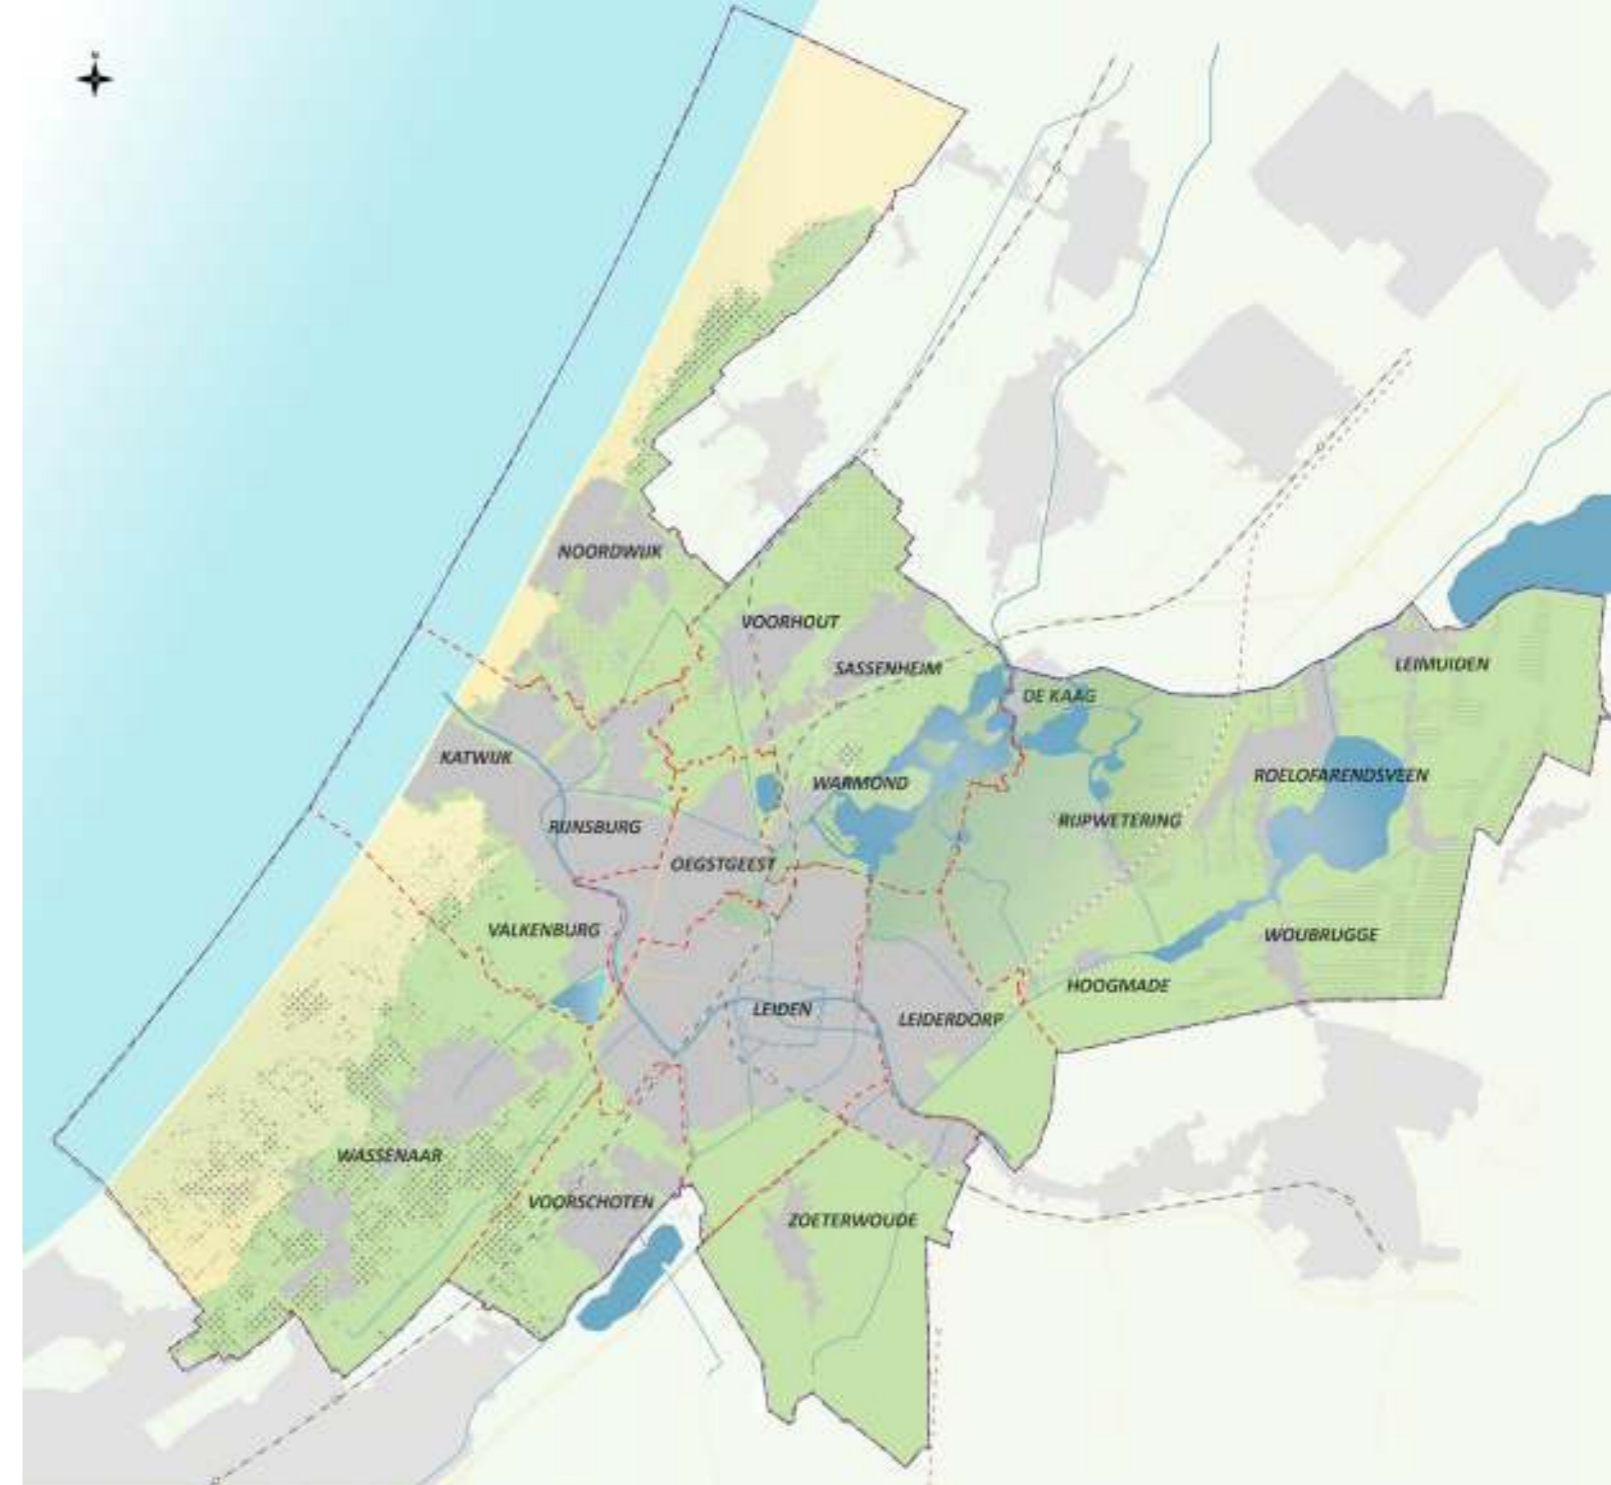 N
NOORDWIJK
VOORHOUT
SASSENHEIM
LEIMUIDEN
DE KAAG
KATWIJK
WARMOND
ROELOFARENDSVEEN
RIJNSBURG
RIJPWETERING
OEGSTGEEST
VALKENBURG
WOUBRUGGE
HOOGMADE
LEIDEN
LEIDERDORP
WASSENAAR
VOORSCHOTEN
ZOETERWOUDE